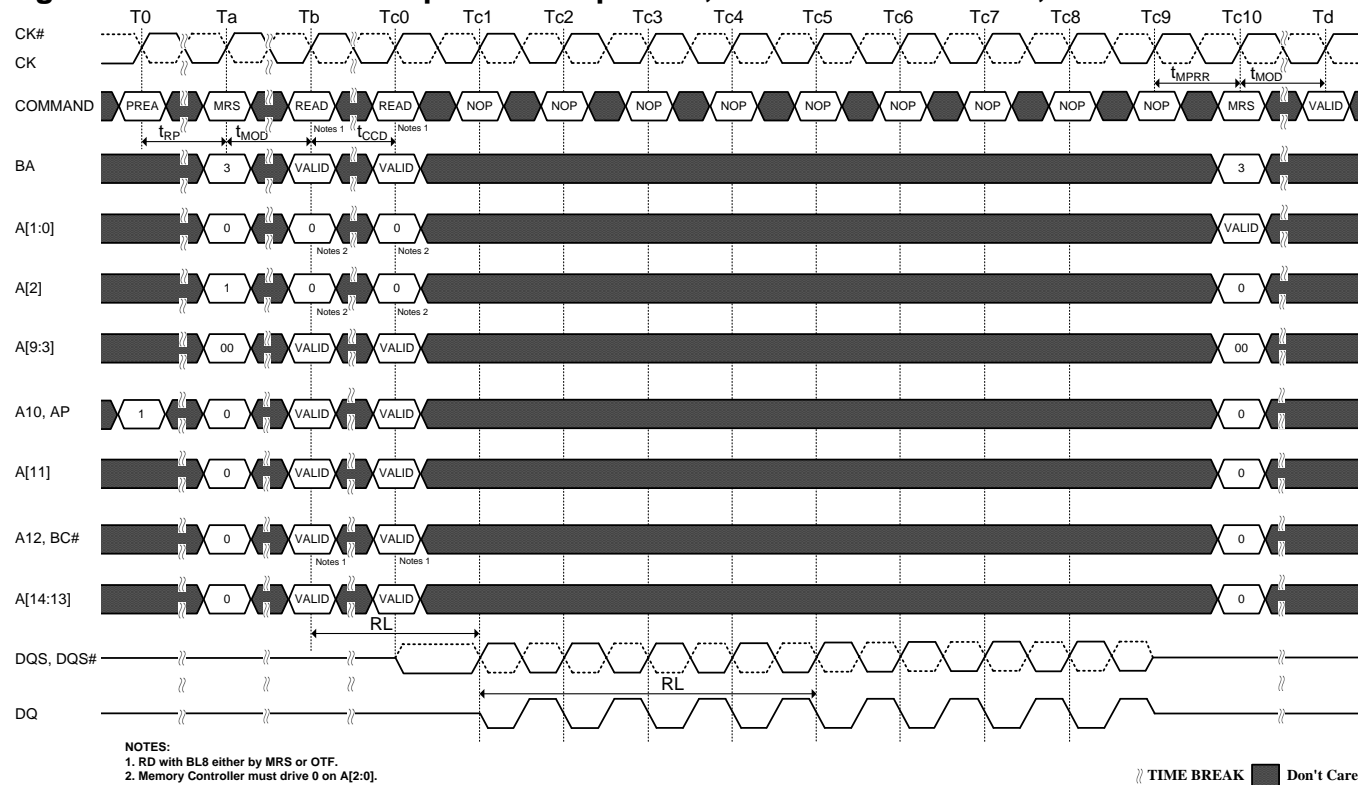 T0 Ta Tb Tc0 Tc1 Tc2 Tc3 Tc4 Tc5 Tc6 Tc7 Tc8 Tc9 Tc10 Td
CK#
CK
tMPRR tMOD
COMMAND PREA MRS READ READ NOP NOP NOP NOP NOP NOP NOP NOP NOP MRS VALID
Notes 1 Notes 1
tRP tMOD tCCD
BA 3 VALID VALID 3
A[1:0] 0 0 0 VALID
Notes 2 Notes 2
A[2] 1 0 0 0
Notes 2 Notes 2
A[9:3] 00 VALID VALID 00
A10, AP 1 0 VALID VALID 0
A[11] 0 VALID VALID 0
A12, BC# 0 VALID VALID 0
Notes 1 Notes 1
A[14:13] 0 VALID VALID 0
RL
DQS, DQS#
RL
DQ
NOTES:
1. RD with BL8 either by MRS or OTF.
2. Memory Controller must drive 0 on A[2:0].
TIME BREAK Don't Care